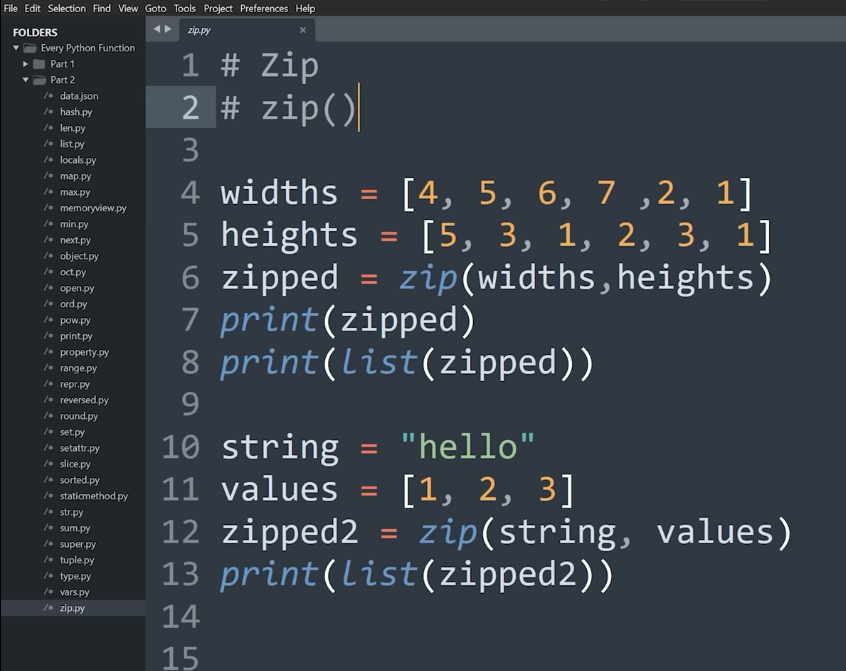 File Edit Selection Find View Goto Tools Project Preferences Help
FOLDERS
Every Python Function
Part 1
Part 2
/* data.json
/* hash.py
/* len.py
/* list.py
/* locals.py
/* map.py
/* max.py
/* memoryview.py
/* min.py
/* next.py
/* object.py
/* oct.py
/* open.py
/* ord.py
/* pow.py
/* print.py
/* property.py
/* range.py
/* repr.py
/* reversed.py
/* round.py
/* set.py
/* setattr.py
/* slice.py
/* sorted.py
/* staticmethod.py
/* str.py
/* sum.py
/* super.py
/* tuple.py
/* type.py
/* vars.py
/* zip.py
zip.py ×
1 # Zip
2 # zip()
3
4 widths = [4, 5, 6, 7 ,2, 1]
5 heights = [5, 3, 1, 2, 3, 1]
6 zipped = zip(widths,heights)
7 print(zipped)
8 print(list(zipped))
9
10 string = "hello"
11 values = [1, 2, 3]
12 zipped2 = zip(string, values)
13 print(list(zipped2))
14
15